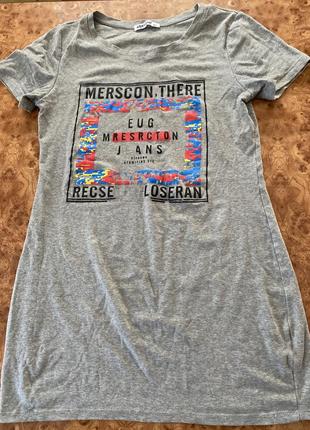 MERSCON.THERE
EUG
MRESRCTON
J ANS
RECSE LOSERAN